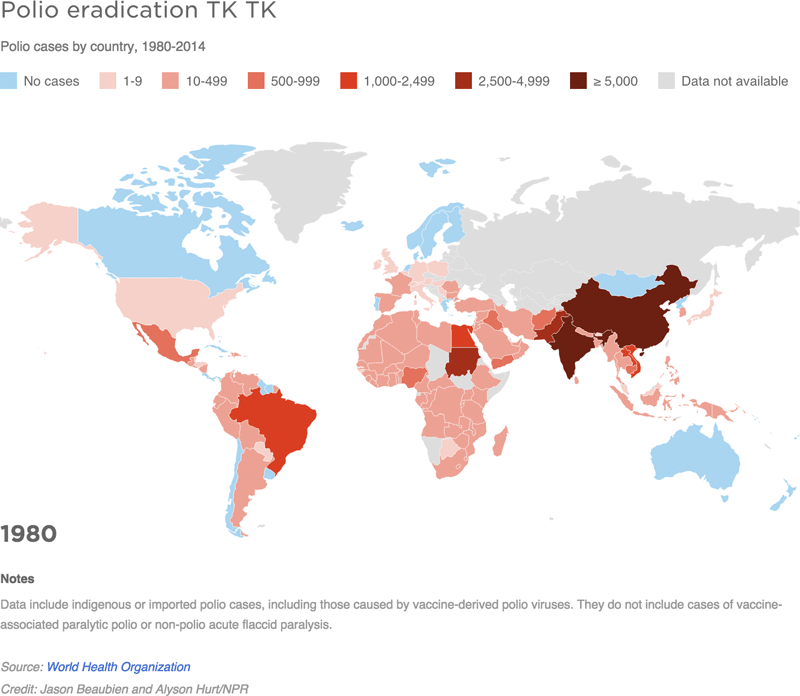 Polio eradication TK TK
Polio cases by country, 1980-2014
No cases 1-9 10-499 500-999 1,000-2,499 2,500-4,999 ≥ 5,000 Data not available
1980
Notes
Data include indigenous or imported polio cases, including those caused by vaccine-derived polio viruses. They do not include cases of vaccine-
associated paralytic polio or non-polio acute flaccid paralysis.
Source: World Health Organization
Credit: Jason Beaubien and Alyson Hurt/NPR